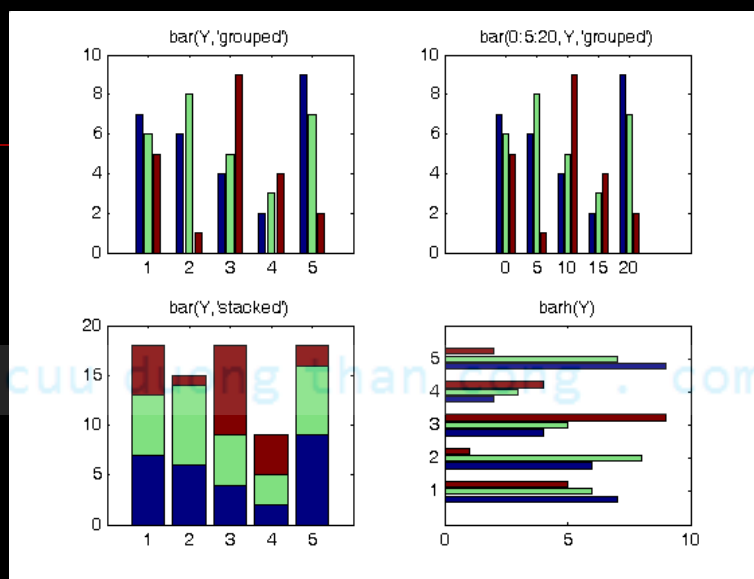 bar(Y,'grouped')
10
8
6
4
2
0
1 2 3 4 5
bar(0:5:20,Y,'grouped')
10
8
6
4
2
0
0 5 10 15 20
bar(Y,'stacked')
20
15
10
5
0
1 2 3 4 5
barh(Y)
5
4
3
2
1
0 5 10
cuu duong than cong . com